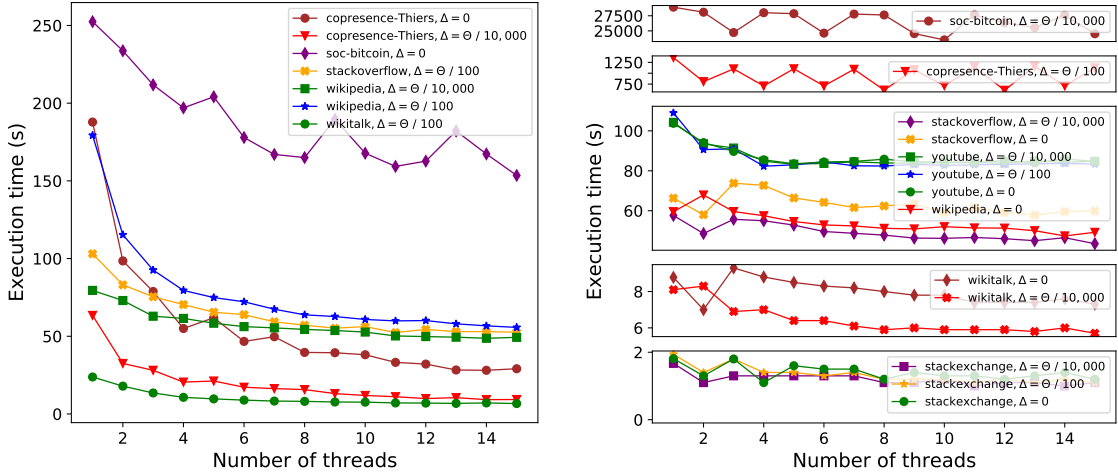 Execution time (s)
250
200
150
100
50
0
2 4 6 8 10 12 14
Number of threads
copresence-Thiers, Δ = 0
copresence-Thiers, Δ = Θ / 10, 000
soc-bitcoin, Δ = 0
stackoverflow, Δ = Θ / 100
wikipedia, Δ = Θ / 10, 000
wikipedia, Δ = Θ / 100
wikitalk, Δ = Θ / 100
Execution time (s)
27500
25000
soc-bitcoin, Δ = Θ / 10, 000
1250
750
copresence-Thiers, Δ = Θ / 100
100
80
60
stackoverflow, Δ = Θ / 10, 000
stackoverflow, Δ = 0
youtube, Δ = Θ / 10, 000
youtube, Δ = Θ / 100
youtube, Δ = 0
wikipedia, Δ = 0
8
6
wikitalk, Δ = 0
wikitalk, Δ = Θ / 10, 000
2
0
stackexchange, Δ = Θ / 10, 000
stackexchange, Δ = Θ / 100
stackexchange, Δ = 0
2 4 6 8 10 12 14
Number of threads